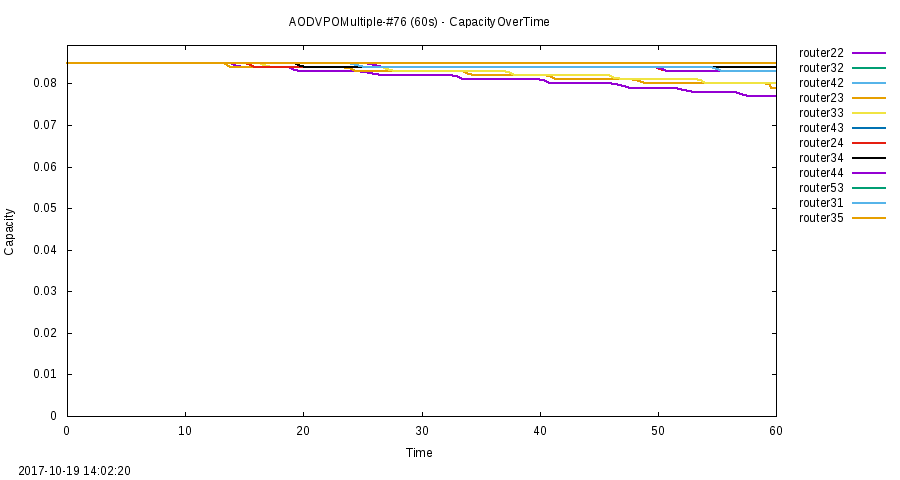 AODVPOMultiple-#76 (60s) - CapacityOverTime
router22
router32
router42
router23
router33
router43
router24
router34
router44
router53
router31
router35
0.08
0.07
0.06
0.05
0.04
0.03
0.02
0.01
0
Capacity
0 10 20 30 40 50 60
Time
2017-10-19 14:02:20